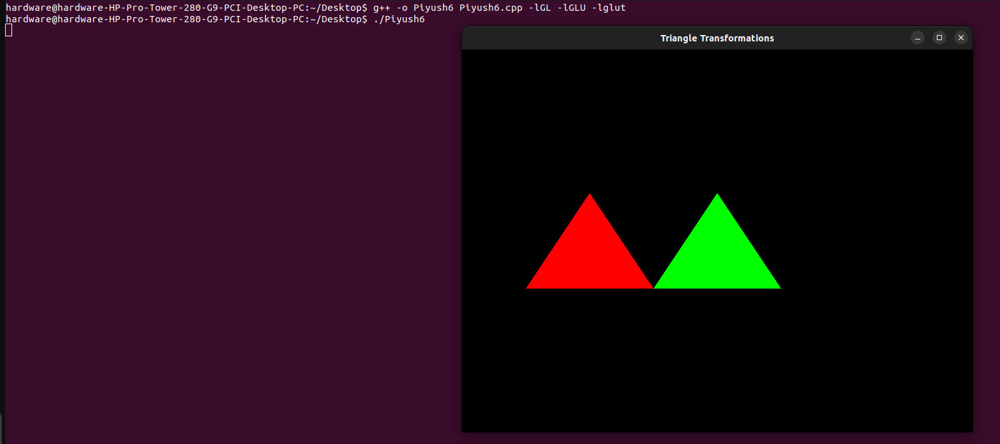 hardware@hardware-HP-Pro-Tower-280-G9-PCI-Desktop-PC:~/Desktop$ g++ -o Piyush6 Piyush6.cpp -lGL -lGLU -lglut
hardware@hardware-HP-Pro-Tower-280-G9-PCI-Desktop-PC:~/Desktop$ ./Piyush6
Triangle Transformations